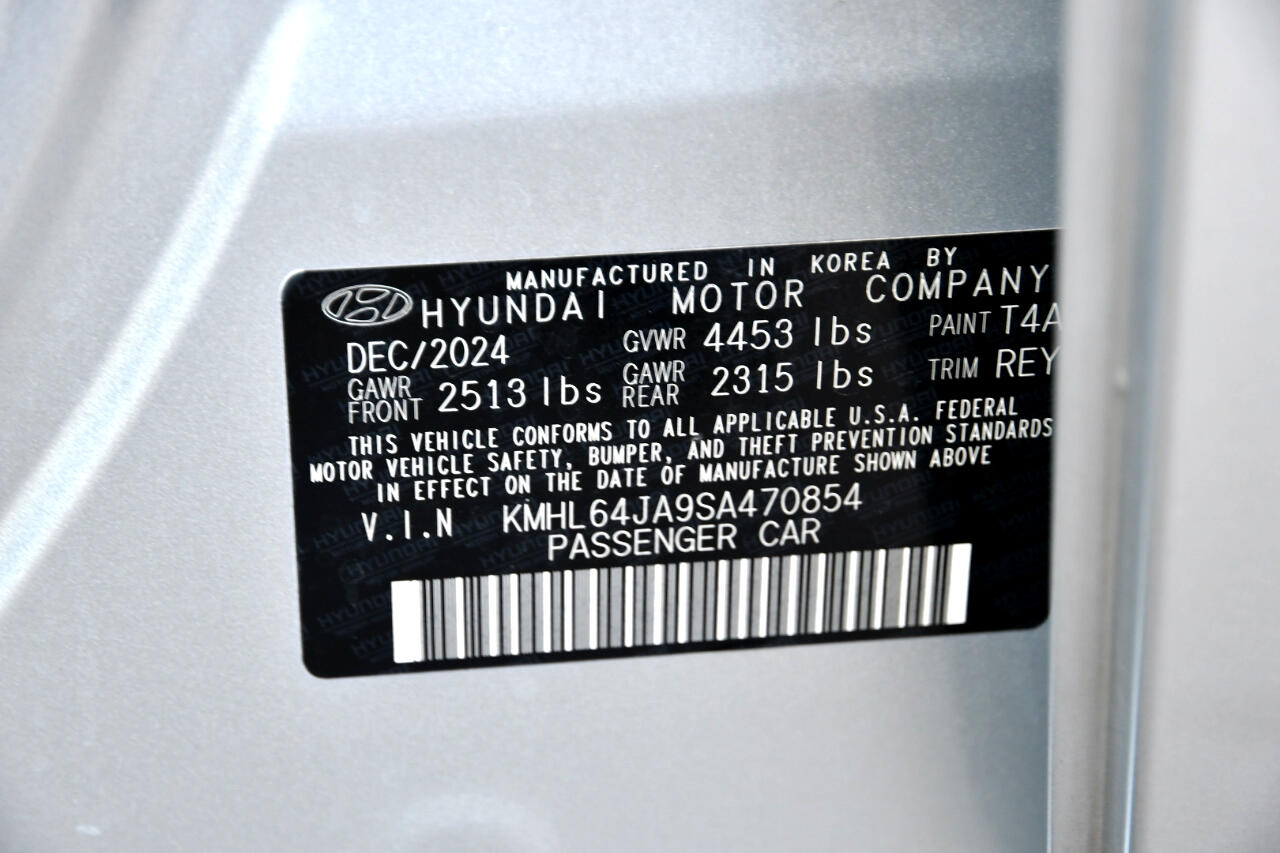 MANUFACTURED IN KOREA BY
HYUNDAI MOTOR COMPANY
DEC/2024 GVWR 4453 lbs PAINT T4A
GAWR FRONT 2513 lbs GAWR REAR 2315 lbs TRIM REY
THIS VEHICLE CONFORMS TO ALL APPLICABLE U.S.A. FEDERAL
MOTOR VEHICLE SAFETY, BUMPER, AND THEFT PREVENTION STANDARDS
IN EFFECT ON THE DATE OF MANUFACTURE SHOWN ABOVE
V.I.N KMHL64JA9SA470854
PASSENGER CAR